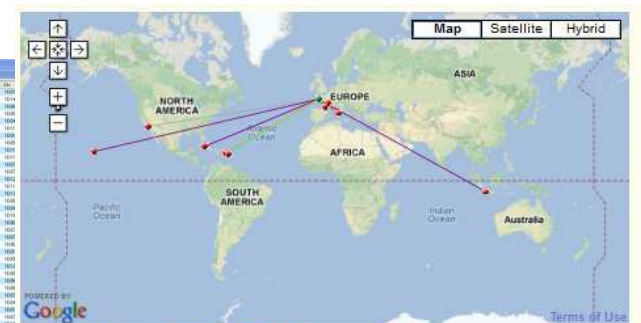 Map Satellite Hybrid
NORTH
AMERICA
EUROPE
ASIA
Atlantic
Ocean
AFRICA
SOUTH
AMERICA
Pacific
Ocean
Indian
Ocean
Australia
POWERED BY
Google
Terms of Use